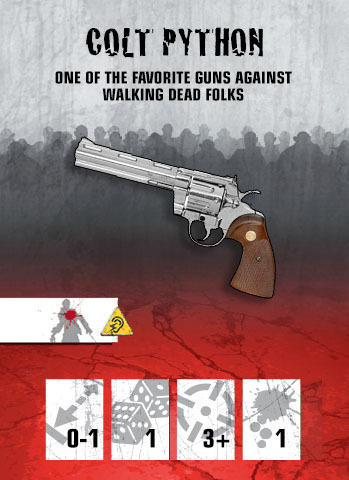 COLT PYTHON
ONE OF THE FAVORITE GUNS AGAINST
WALKING DEAD FOLKS
0-1 1 3+ 1